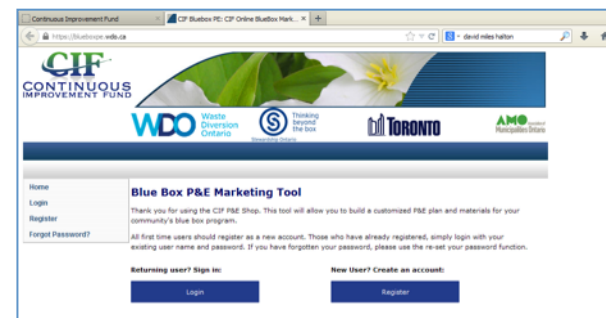 Continuous Improvement Fund
CIF Bluebox PE: CIF Online BlueBox Mark...
https://blueboxpe.wdo.ca
david miles halton
CIF
CONTINUOUS
IMPROVEMENT FUND
WDO Waste Diversion Ontario
Stewardship Ontario
Thinking beyond the box
TORONTO
AMO
Municipalities Ontario
Home
Login
Register
Forgot Password?
Blue Box P&E Marketing Tool
Thank you for using the CIF P&E Shop. This tool will allow you to build a customized P&E plan and materials for your
community's blue box program.
All first time users should register as a new account. Those who have already registered, simply login with your
existing user name and password. If you have forgotten your password, please use the re-set your password function.
Returning user? Sign in:
New User? Create an account:
Login
Register